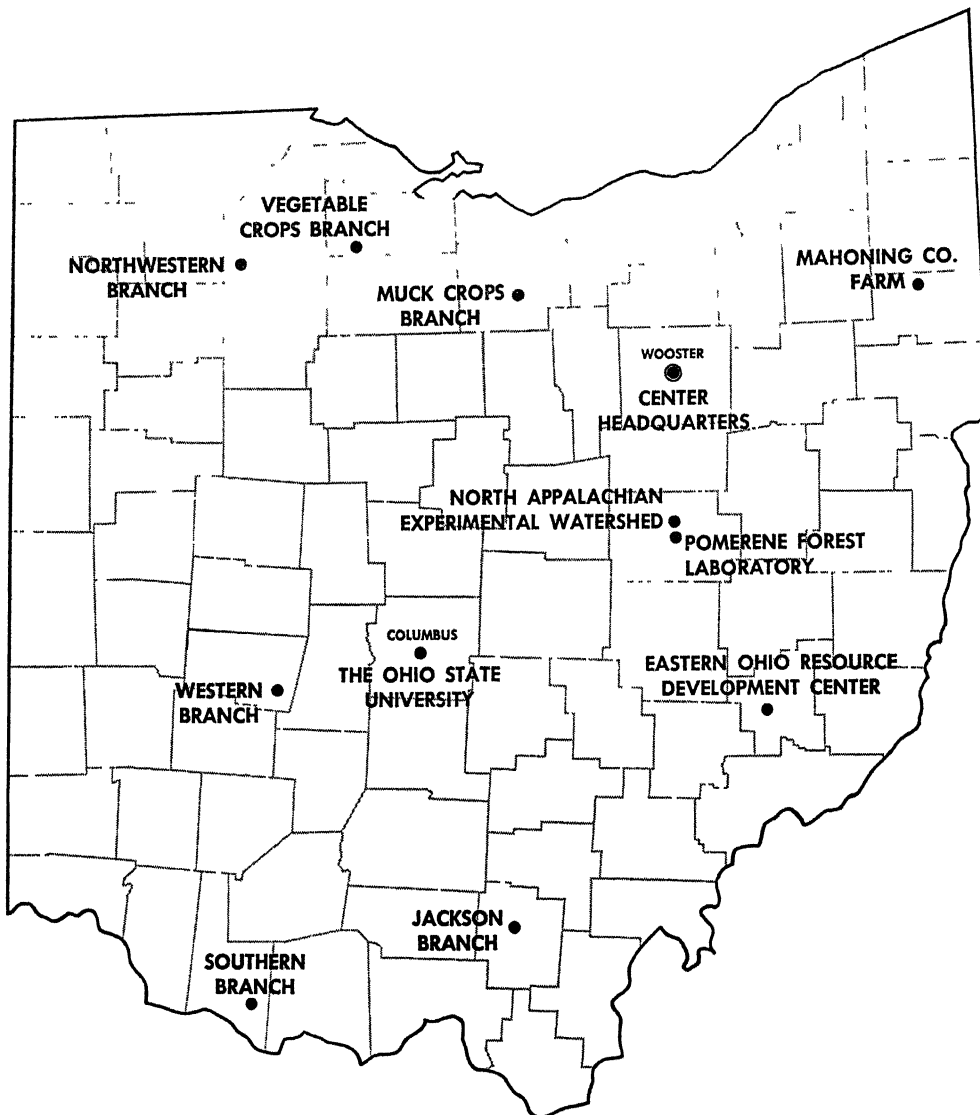 VEGETABLE
CROPS BRANCH
NORTHWESTERN
BRANCH
MAHONING CO.
FARM
MUCK CROPS
BRANCH
WOOSTER
CENTER
HEADQUARTERS
NORTH APPALACHIAN
EXPERIMENTAL WATERSHED
POMERENE FOREST
LABORATORY
COLUMBUS
THE OHIO STATE
UNIVERSITY
EASTERN OHIO RESOURCE
DEVELOPMENT CENTER
WESTERN
BRANCH
JACKSON
BRANCH
SOUTHERN
BRANCH